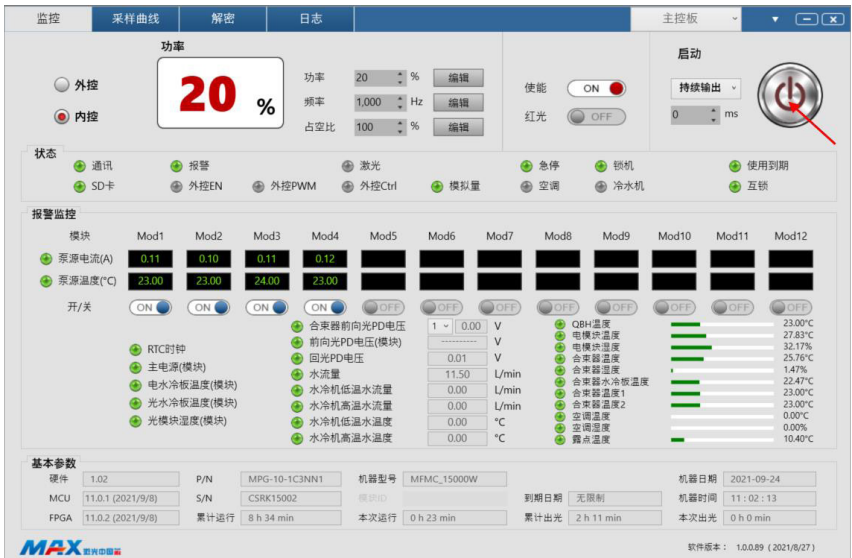 监控 采样曲线 解密 日志 主控板
功率 启动
外控 20 % 功率 20 % 编辑 使能 ON 持续输出
内控 频率 1,000 Hz 编辑 红光 OFF 0 ms
占空比 100 % 编辑
状态
通讯 报警 激光 急停 锁机 使用到期
SD卡 外控EN 外控PWM 外控Ctrl 模拟量 空调 冷水机 互锁
报警监控
模块 Mod1 Mod2 Mod3 Mod4 Mod5 Mod6 Mod7 Mod8 Mod9 Mod10 Mod11 Mod12
泵源电流(A) 0.11 0.10 0.11 0.12
泵源温度(°C) 23.00 23.00 24.00 23.00
开/关 ON ON ON ON OFF OFF OFF OFF OFF OFF OFF OFF
RTC时钟
主电源(模块)
电水冷板温度(模块)
光水冷板温度(模块)
光模块湿度(模块)
合束器前向光PD电压 1 0.00 V
前向光PD电压(模块) ---------- V
回光PD电压 0.01 V
水流量 11.50 L/min
水冷机低温水流量 0.00 L/min
水冷机高温水流量 0.00 L/min
水冷机低温水温度 0.00 °C
水冷机高温水温度 0.00 °C
QBH温度 23.00°C
电模块温度 27.83°C
电模块湿度 32.17%
合束器温度 25.76°C
合束器湿度 1.47%
合束器水冷板温度 22.47°C
合束器温度1 23.00°C
合束器温度2 23.00°C
空调温度 0.00°C
空调湿度 0.00%
露点温度 10.40°C
基本参数
硬件 1.02 P/N MPG-10-1C3NN1 机器型号 MFMC_15000W 机器日期 2021-09-24
MCU 11.0.1 (2021/9/8) S/N CSRK15002 模块ID 到期日期 无限制 机器时间 11:02:13
FPGA 11.0.2 (2021/9/8) 累计运行 8 h 34 min 本次运行 0 h 23 min 累计出光 2 h 11 min 本次出光 0 h 0 min
MAX 软件版本： 1.0.0.89 ( 2021/8/27 )